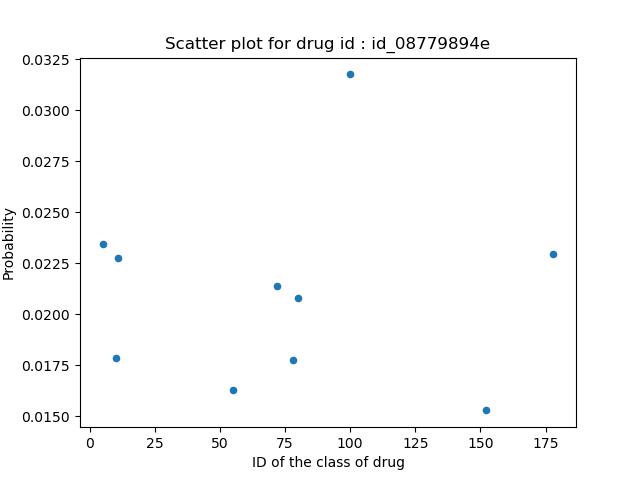 Scatter plot for drug id : id_08779894e
0.0325
0.0300
0.0275
0.0250
0.0225
0.0200
0.0175
0.0150
Probability
0 25 50 75 100 125 150 175
ID of the class of drug